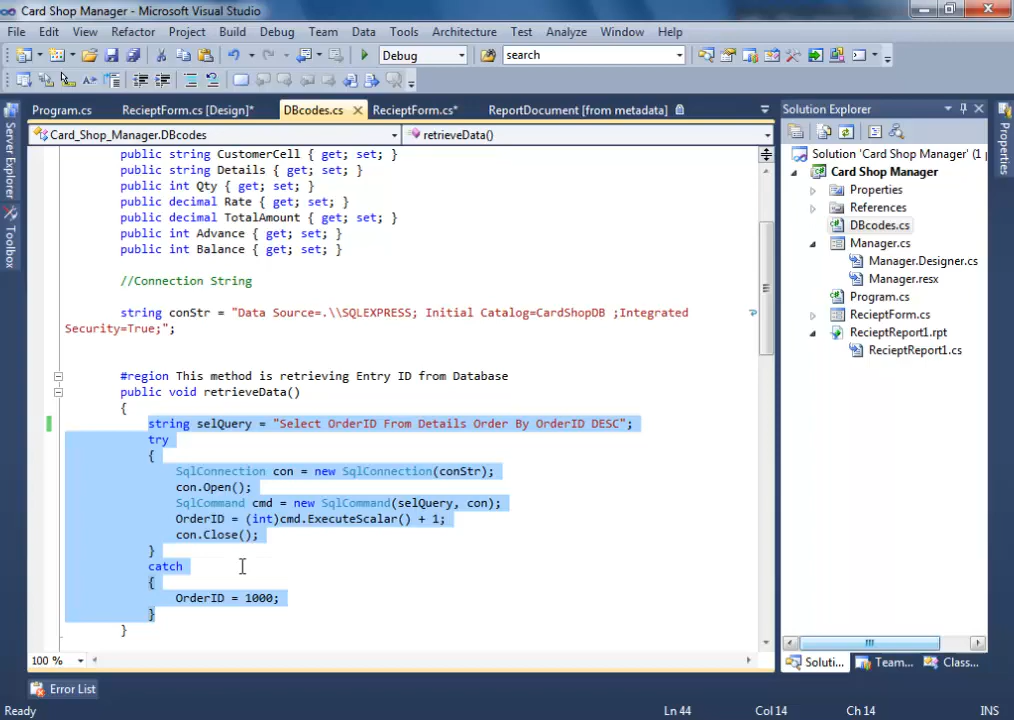 Card Shop Manager - Microsoft Visual Studio
File Edit View Refactor Project Build Debug Team Data Tools Architecture Test Analyze Window Help
Debug search
Program.cs RecieptForm.cs [Design]* DBcodes.cs RecieptForm.cs* ReportDocument [from metadata] Solution Explorer
Card_Shop_Manager.DBcodes retrieveData()
public string CustomerCell { get; set; }
public string Details { get; set; }
public int Qty { get; set; }
public decimal Rate { get; set; }
public decimal TotalAmount { get; set; }
public int Advance { get; set; }
public int Balance { get; set; }
//Connection String
string conStr = "Data Source=.\\SQLEXPRESS; Initial Catalog=CardShopDB ;Integrated
Security=True;";
#region This method is retrieving Entry ID from Database
public void retrieveData()
{
string selQuery = "Select OrderID From Details Order By OrderID DESC";
try
{
SqlConnection con = new SqlConnection(conStr);
con.Open();
SqlCommand cmd = new SqlCommand(selQuery, con);
OrderID = (int)cmd.ExecuteScalar() + 1;
con.Close();
}
catch
{
OrderID = 1000;
}
}
100 %
Server Explorer
Toolbox
Solution 'Card Shop Manager' (1 p
Card Shop Manager
Properties
References
DBcodes.cs
Manager.cs
Manager.Designer.cs
Manager.resx
Program.cs
RecieptForm.cs
RecieptReport1.rpt
RecieptReport1.cs
Soluti... Team... Class...
Properties
Error List
Ready Ln 44 Col 14 Ch 14 INS